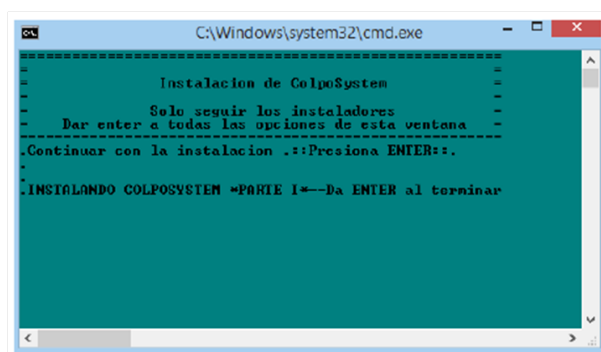 C:\Windows\system32\cmd.exe
==========================================================
= =
= Instalacion de ColpoSystem =
- -
- Solo seguir los instaladores -
- Dar enter a todas las opciones de esta ventana -
----------------------------------------------------------
.Continuar con la instalacion .::Presiona ENTER::.
.
.
.INSTALANDO COLPOSYSTEM *PARTE I*--Da ENTER al terminar